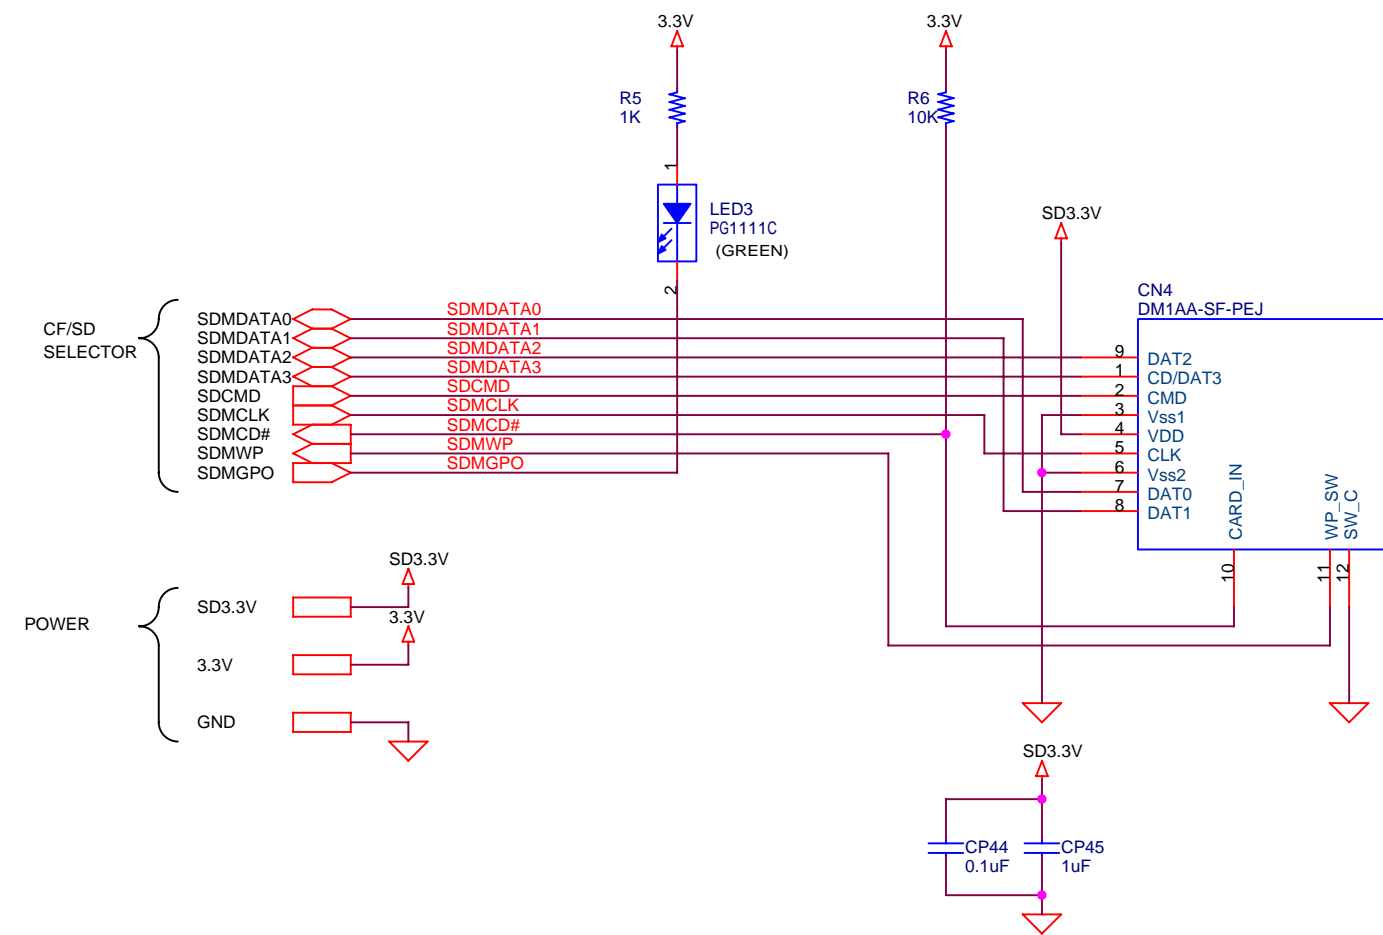 3.3V
3.3V
R5
1K
R6
10K
1
LED3
PG1111C
(GREEN)
2
SD3.3V
CN4
DM1AA-SF-PEJ
CF/SD
SELECTOR
SDMDATA0
SDMDATA0
SDMDATA1
SDMDATA1
SDMDATA2
SDMDATA2
SDMDATA3
SDMDATA3
SDCMD
SDCMD
SDMCLK
SDMCLK
SDMCD#
SDMCD#
SDMWP
SDMWP
SDMGPO
SDMGPO
9 DAT2
1 CD/DAT3
2 CMD
3 Vss1
4 VDD
5 CLK
6 Vss2
7 DAT0
8 DAT1
CARD_IN
WP_SW
SW_C
10
11
12
POWER
SD3.3V
SD3.3V
3.3V
3.3V
GND
SD3.3V
CP44
0.1uF
CP45
1uF